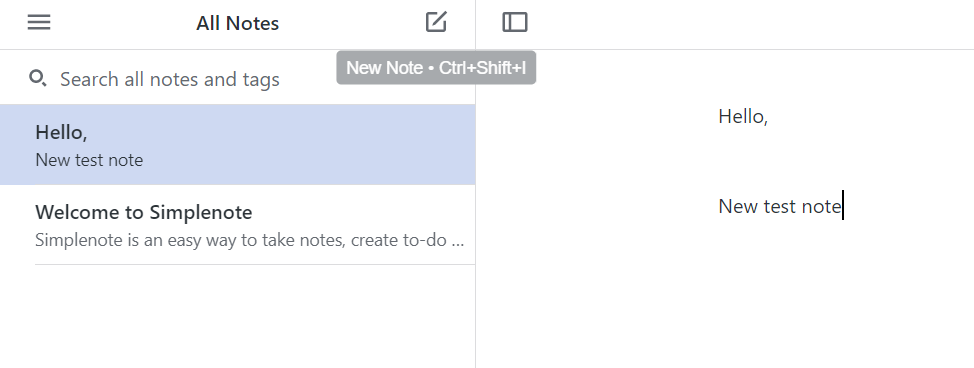 All Notes
New Note • Ctrl+Shift+I
Search all notes and tags
Hello,
New test note
Welcome to Simplenote
Simplenote is an easy way to take notes, create to-do ...
Hello,
New test note